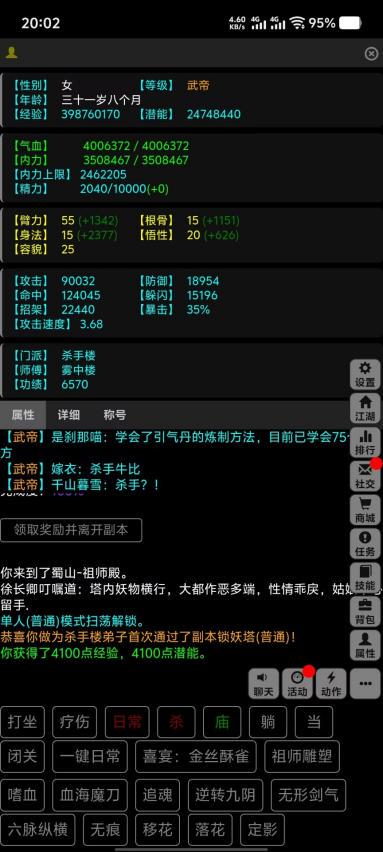 20:02 4.60 KB/s 4G 4G 95%
【性别】 女 【等级】 武帝
【年龄】 三十一岁八个月
【经验】 398760170 【潜能】 24748440
【气血】 4006372 / 4006372
【内力】 3508467 / 3508467
【内力上限】 2462205
【精力】 2040/10000(+0)
【臂力】 55 (+1342) 【根骨】 15 (+1151)
【身法】 15 (+2377) 【悟性】 20 (+626)
【容貌】 25
【攻击】 90032 【防御】 18954
【命中】 124045 【躲闪】 15196
【招架】 22440 【暴击】 35%
【攻击速度】 3.68
【门派】 杀手楼
【师傅】 雾中楼
【功绩】 6570
设置
江湖
排行
社交
商城
任务
技能
背包
属性
属性 详细 称号
【武帝】是刹那喵：学会了引气丹的炼制方法，目前已学会75
方
【武帝】嫁衣：杀手牛比
【武帝】千山暮雪：杀手？！
领取奖励并离开副本
你来到了蜀山-祖师殿。
徐长卿叮嘱道：塔内妖物横行，大都作恶多端，性情乖戾，姑
留手.
单人(普通)模式扫荡解锁。
恭喜你做为杀手楼弟子首次通过了副本锁妖塔(普通)！
你获得了4100点经验，4100点潜能。
聊天 活动 动作
打坐 疗伤 日常 杀 庙 躺 当
闭关 一键日常 喜宴：金丝酥雀 祖师雕塑
嗜血 血海魔刀 追魂 逆转九阴 无形剑气
六脉纵横 无痕 移花 落花 定影